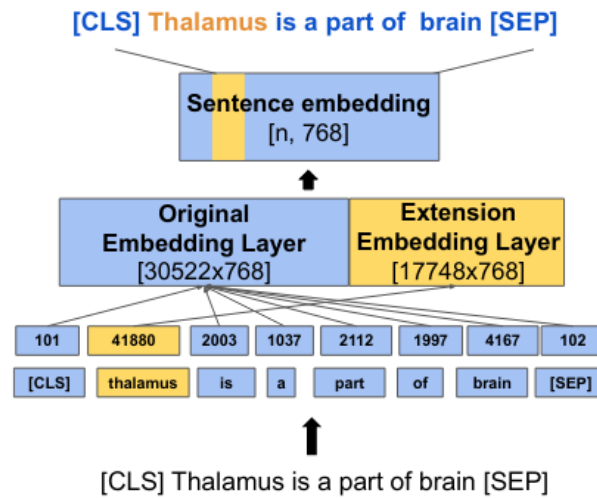 [CLS] Thalamus is a part of brain [SEP]
Sentence embedding
[n, 768]
Original Embedding Layer [30522x768]
Extension Embedding Layer [17748x768]
101 41880 2003 1037 2112 1997 4167 102
[CLS] thalamus is a part of brain [SEP]
[CLS] Thalamus is a part of brain [SEP]